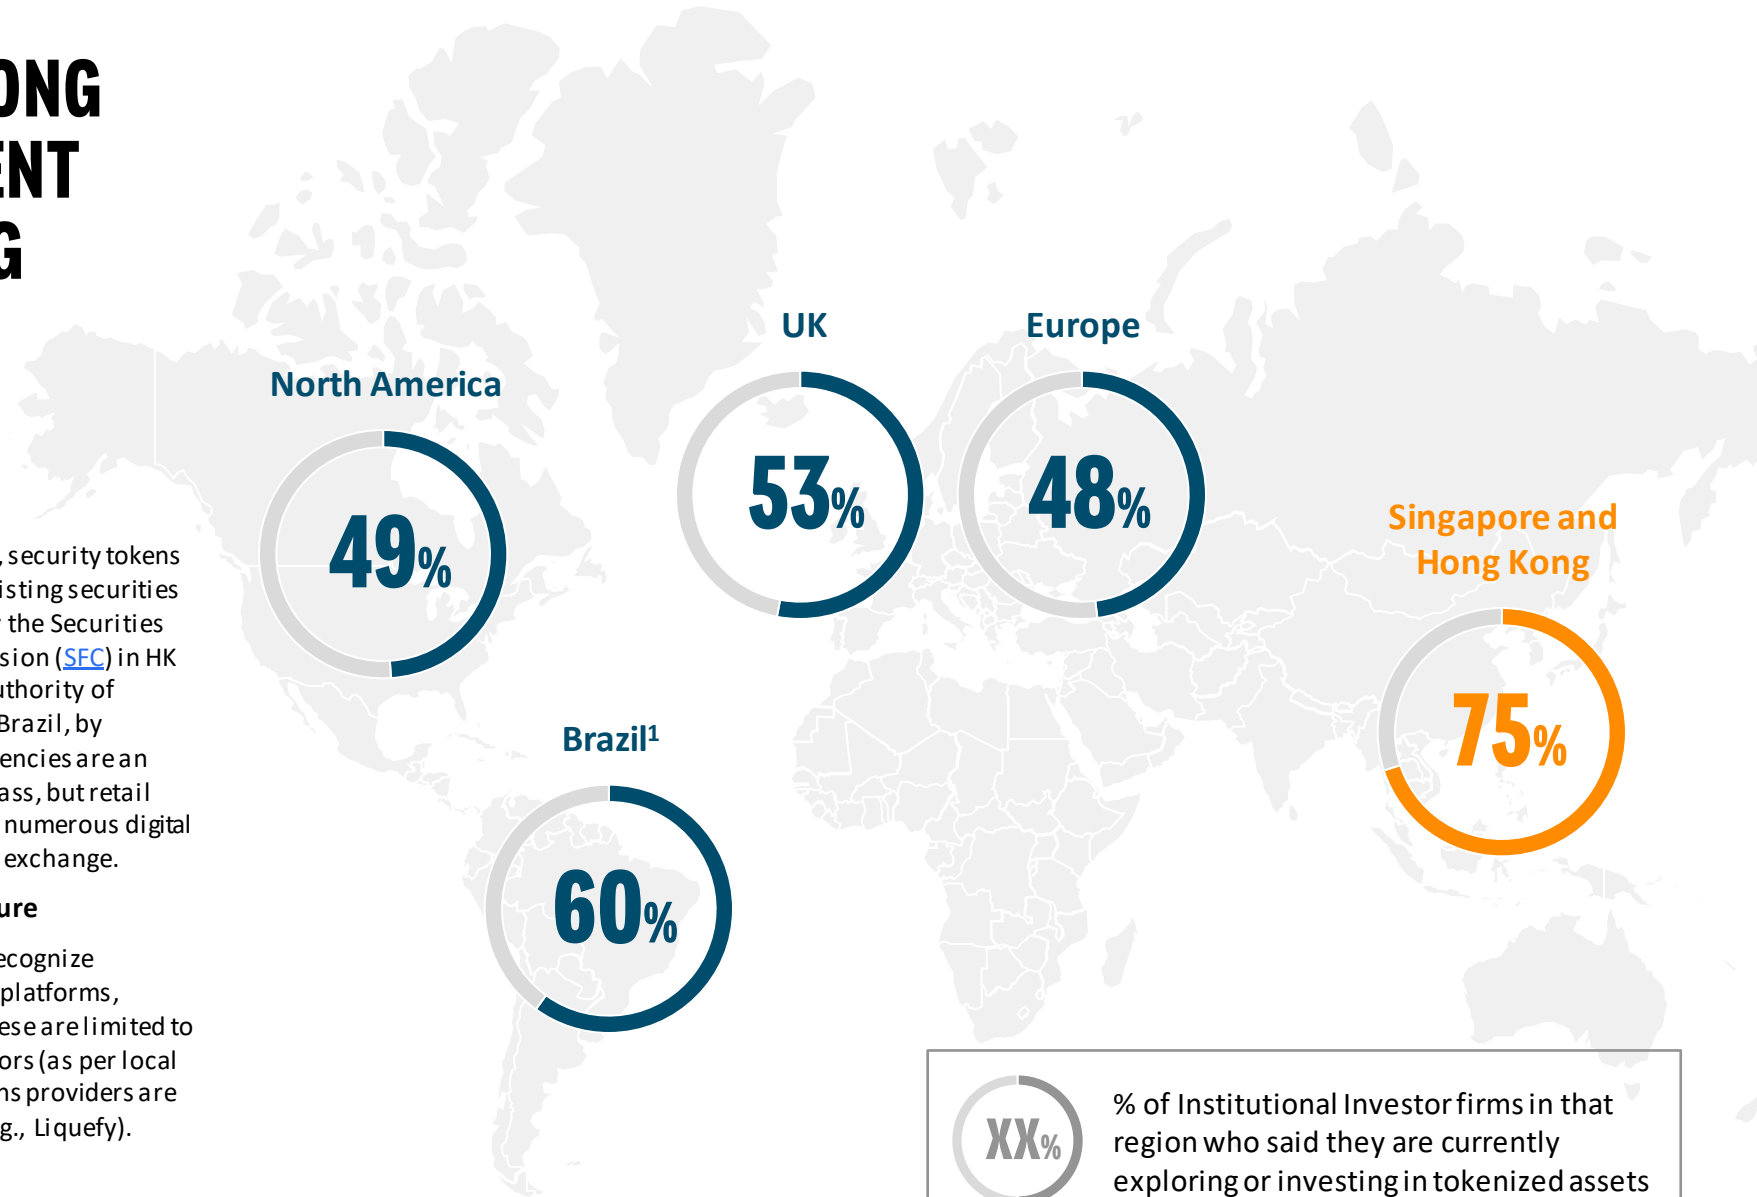 ONG
ENT
G
UK
Europe
North America
53%
48%
Singapore and
Hong Kong
49%
, security tokens
isting securities
the Securities
sion (SFC) in HK
uthority of
Brazil, by
encies are an
ass, but retail
numerous digital
exchange.
75%
Brazil¹
60%
ure
ecognize
platforms,
ese are limited to
ors (as per local
ns providers are
g., Liquefy).
XX%
% of Institutional Investor firms in that
region who said they are currently
exploring or investing in tokenized assets